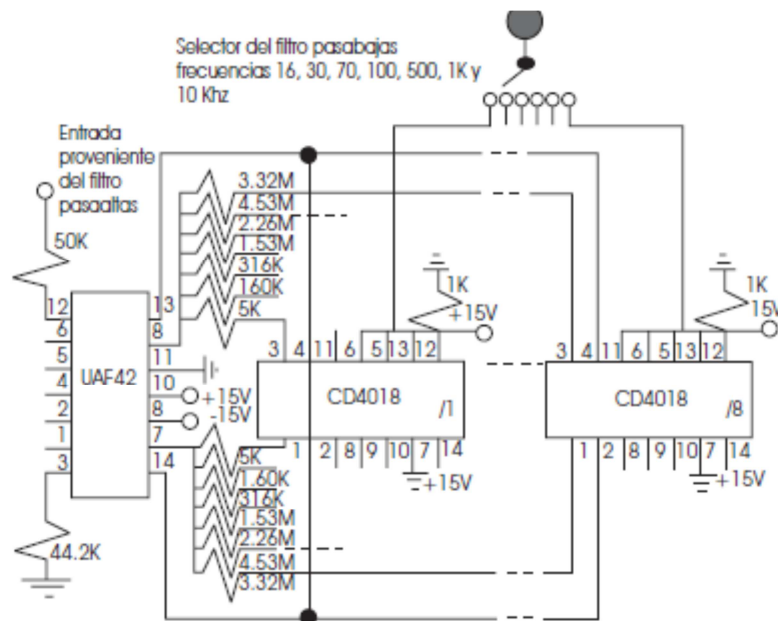 Selector del filtro pasabajas
frecuencias 16, 30, 70, 100, 500, 1K y
10 Khz
Entrada
proveniente
del filtro
pasaaltas
50K
3.32M
4.53M
2.26M
1.53M
316K
160K
5K
12
6
5
4
2
1
3
UAF42
13
8
11
10
8
7
14
+15V
-15V
44.2K
5K
1.60K
316K
1.53M
2.26M
4.53M
3.32M
1K
+15V
3 4 11 6 5 13 12
CD4018
/1
1 2 8 9 10 7 14
+15V
1K
15V
3 4 11 6 5 13 12
CD4018
/8
1 2 8 9 10 7 14
+15V